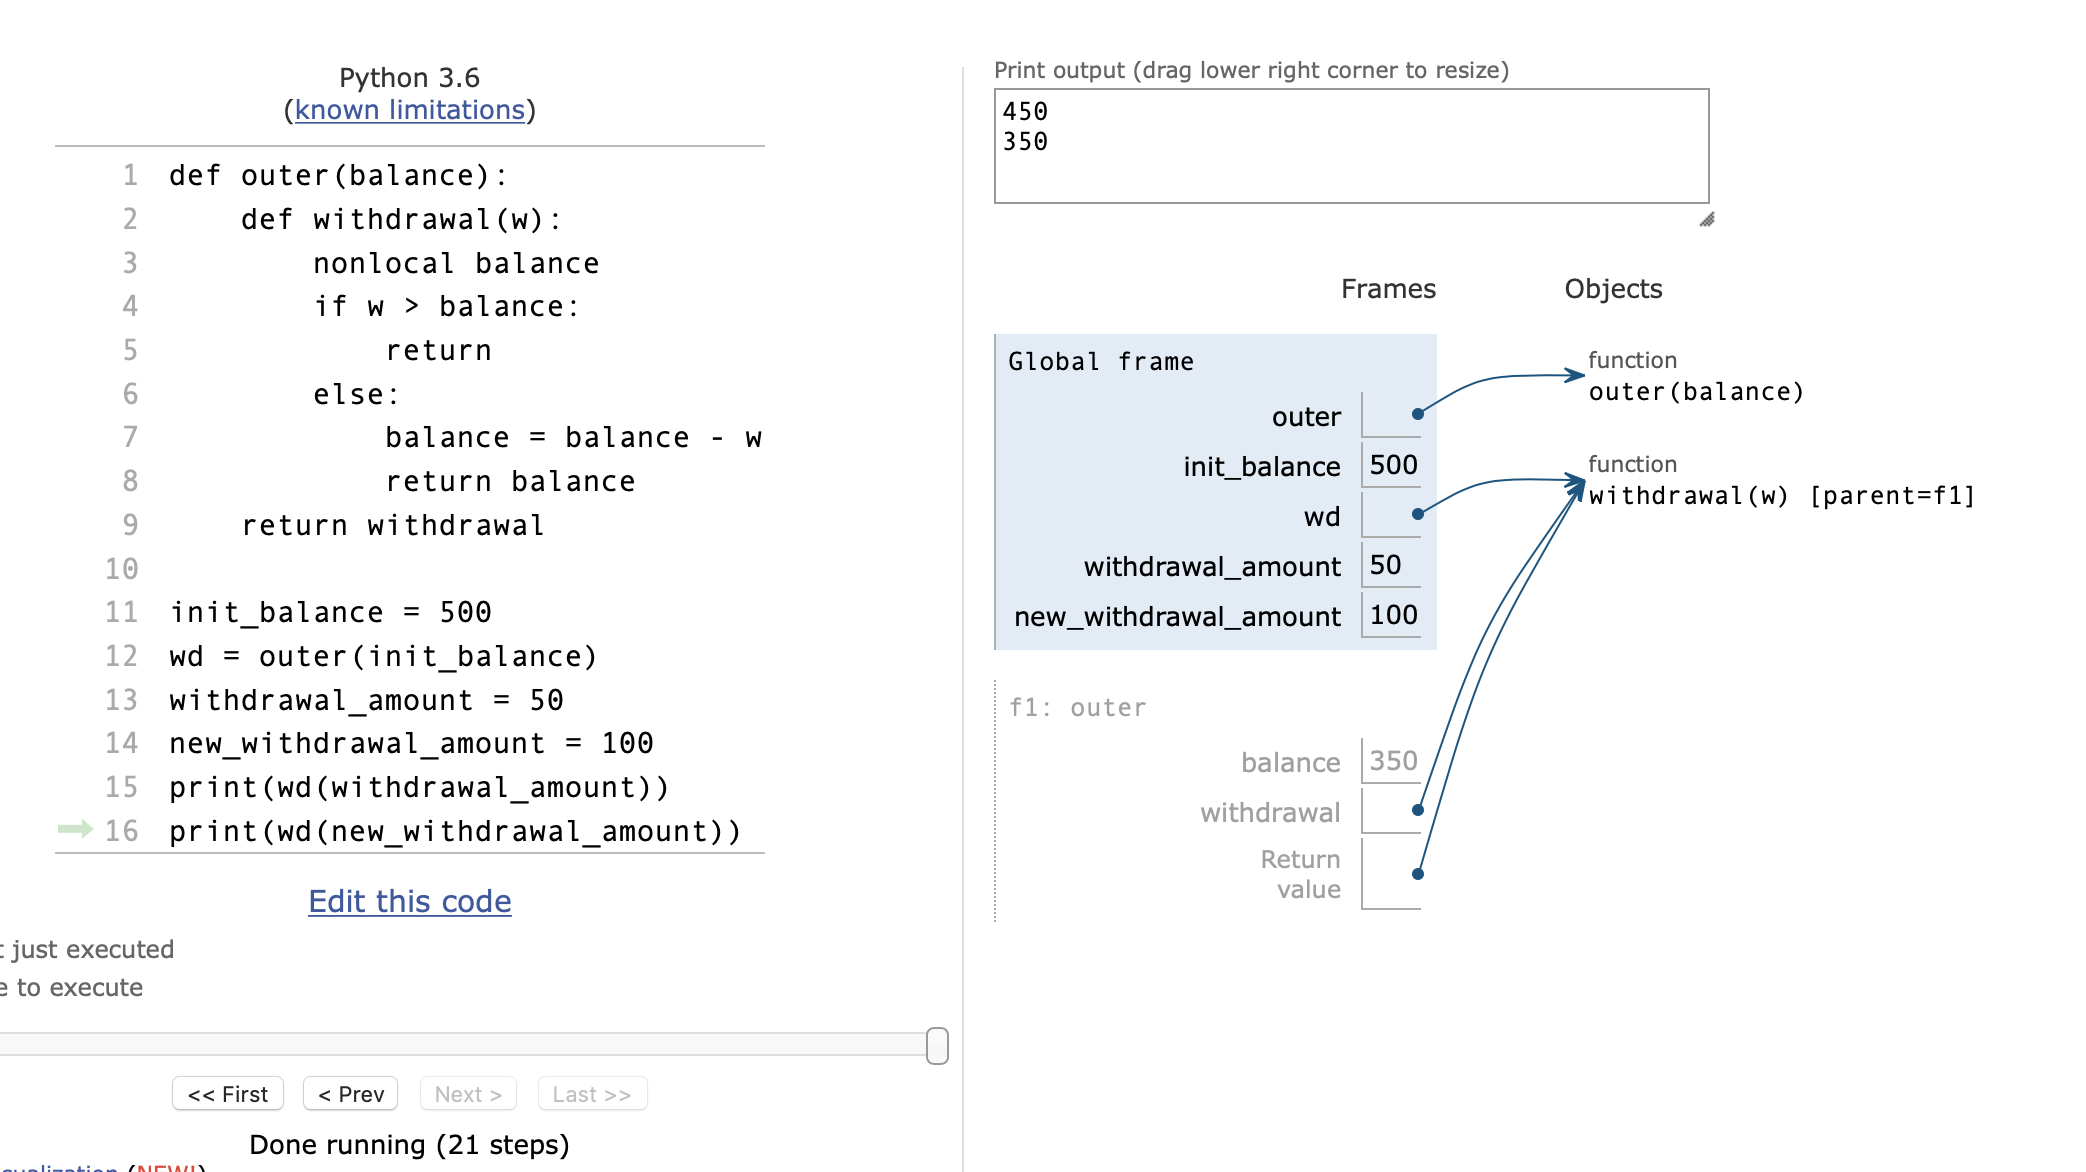 Python 3.6
(known limitations)
1 def outer(balance):
2     def withdrawal(w):
3         nonlocal balance
4         if w > balance:
5             return
6         else:
7             balance = balance - w
8             return balance
9     return withdrawal
10
11 init_balance = 500
12 wd = outer(init_balance)
13 withdrawal_amount = 50
14 new_withdrawal_amount = 100
15 print(wd(withdrawal_amount))
16 print(wd(new_withdrawal_amount))
Edit this code
just executed
to execute
<< First < Prev Next > Last >>
Done running (21 steps)
(NEW!)
Print output (drag lower right corner to resize)
450
350
Frames Objects
Global frame
outer
init_balance 500
wd
withdrawal_amount 50
new_withdrawal_amount 100
function
outer(balance)
function
withdrawal(w) [parent=f1]
f1: outer
balance 350
withdrawal
Return
value